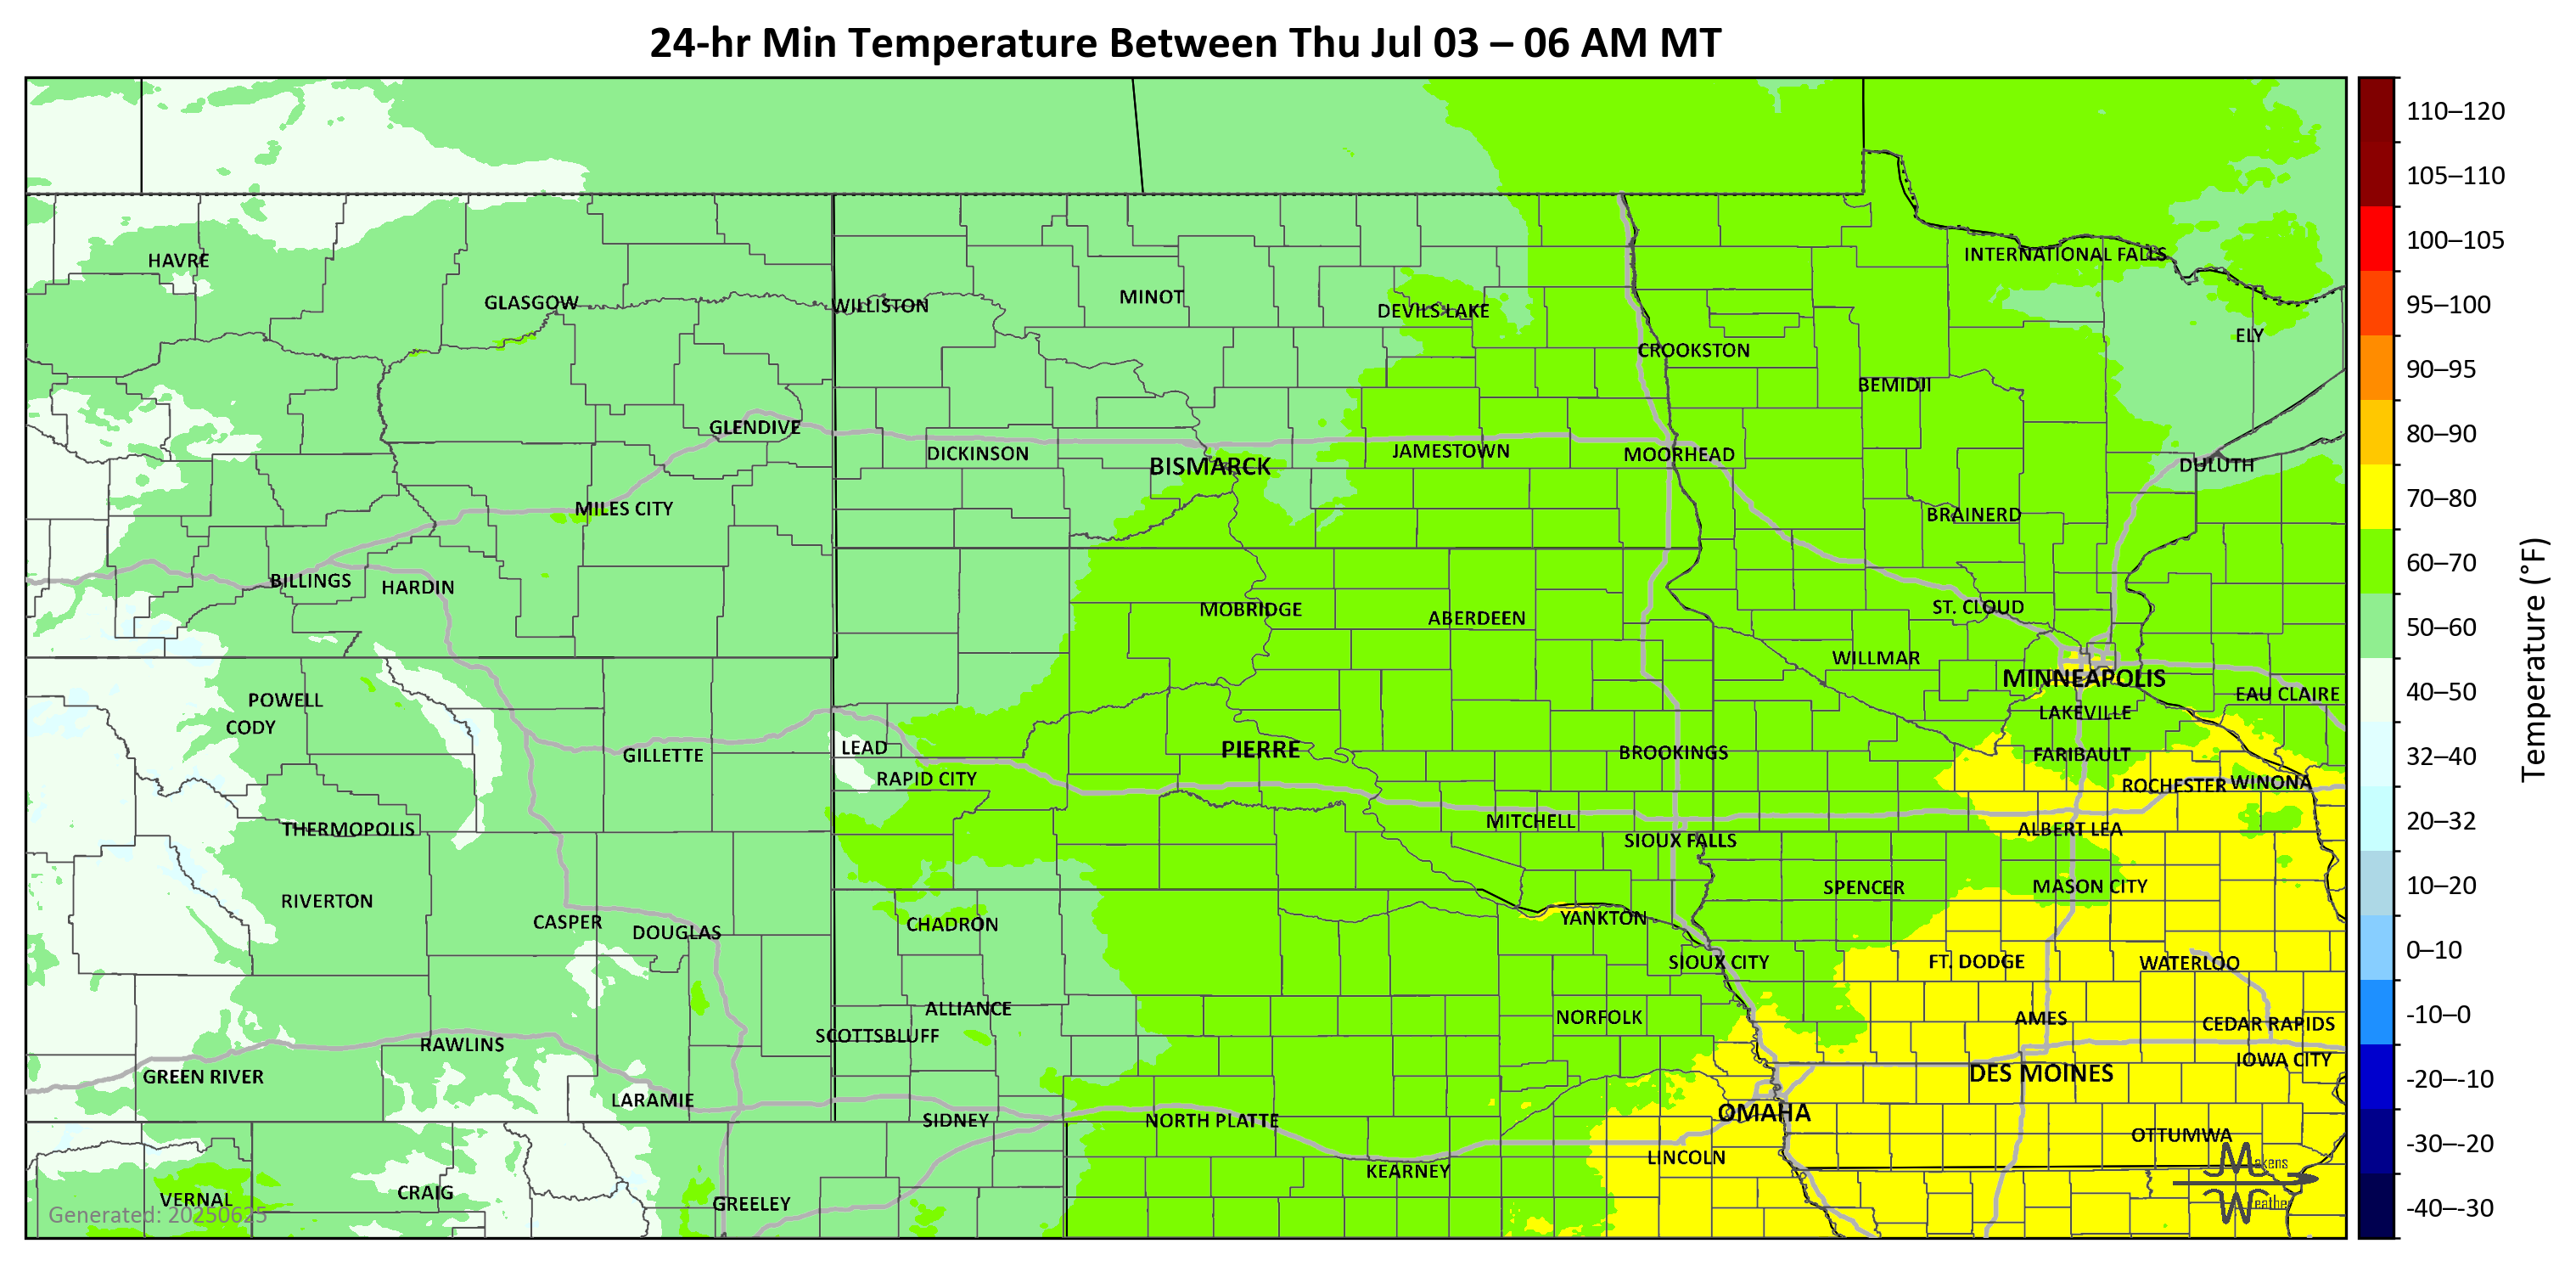 24-hr Min Temperature Between Thu Jul 03 – 06 AM MT
110–120
105–110
100–105
95–100
90–95
80–90
70–80
60–70
50–60
40–50
32–40
20–32
10–20
0–10
-10–0
-20–-10
-30–-20
-40–-30
Temperature (°F)
HAVRE
INTERNATIONAL FALLS
GLASGOW
WILLISTON
MINOT
DEVILS LAKE
ELY
CROOKSTON
BEMIDJI
GLENDIVE
DICKINSON
BISMARCK
JAMESTOWN
MOORHEAD
DULUTH
MILES CITY
BRAINERD
BILLINGS
HARDIN
MOBRIDGE
ABERDEEN
ST. CLOUD
WILLMAR
MINNEAPOLIS
POWELL
EAU CLAIRE
CODY
LAKEVILLE
GILLETTE
LEAD
PIERRE
BROOKINGS
FARIBAULT
RAPID CITY
ROCHESTER
WINONA
THERMOPOLIS
MITCHELL
SIOUX FALLS
ALBERT LEA
RIVERTON
SPENCER
MASON CITY
CASPER
DOUGLAS
CHADRON
YANKTON
SIOUX CITY
FT. DODGE
WATERLOO
ALLIANCE
SCOTTSBLUFF
NORFOLK
AMES
CEDAR RAPIDS
RAWLINS
IOWA CITY
GREEN RIVER
DES MOINES
LARAMIE
SIDNEY
NORTH PLATTE
OMAHA
OTTUMWA
LINCOLN
KEARNEY
VERNAL
CRAIG
GREELEY
Generated: 20250625
Makens
Weather